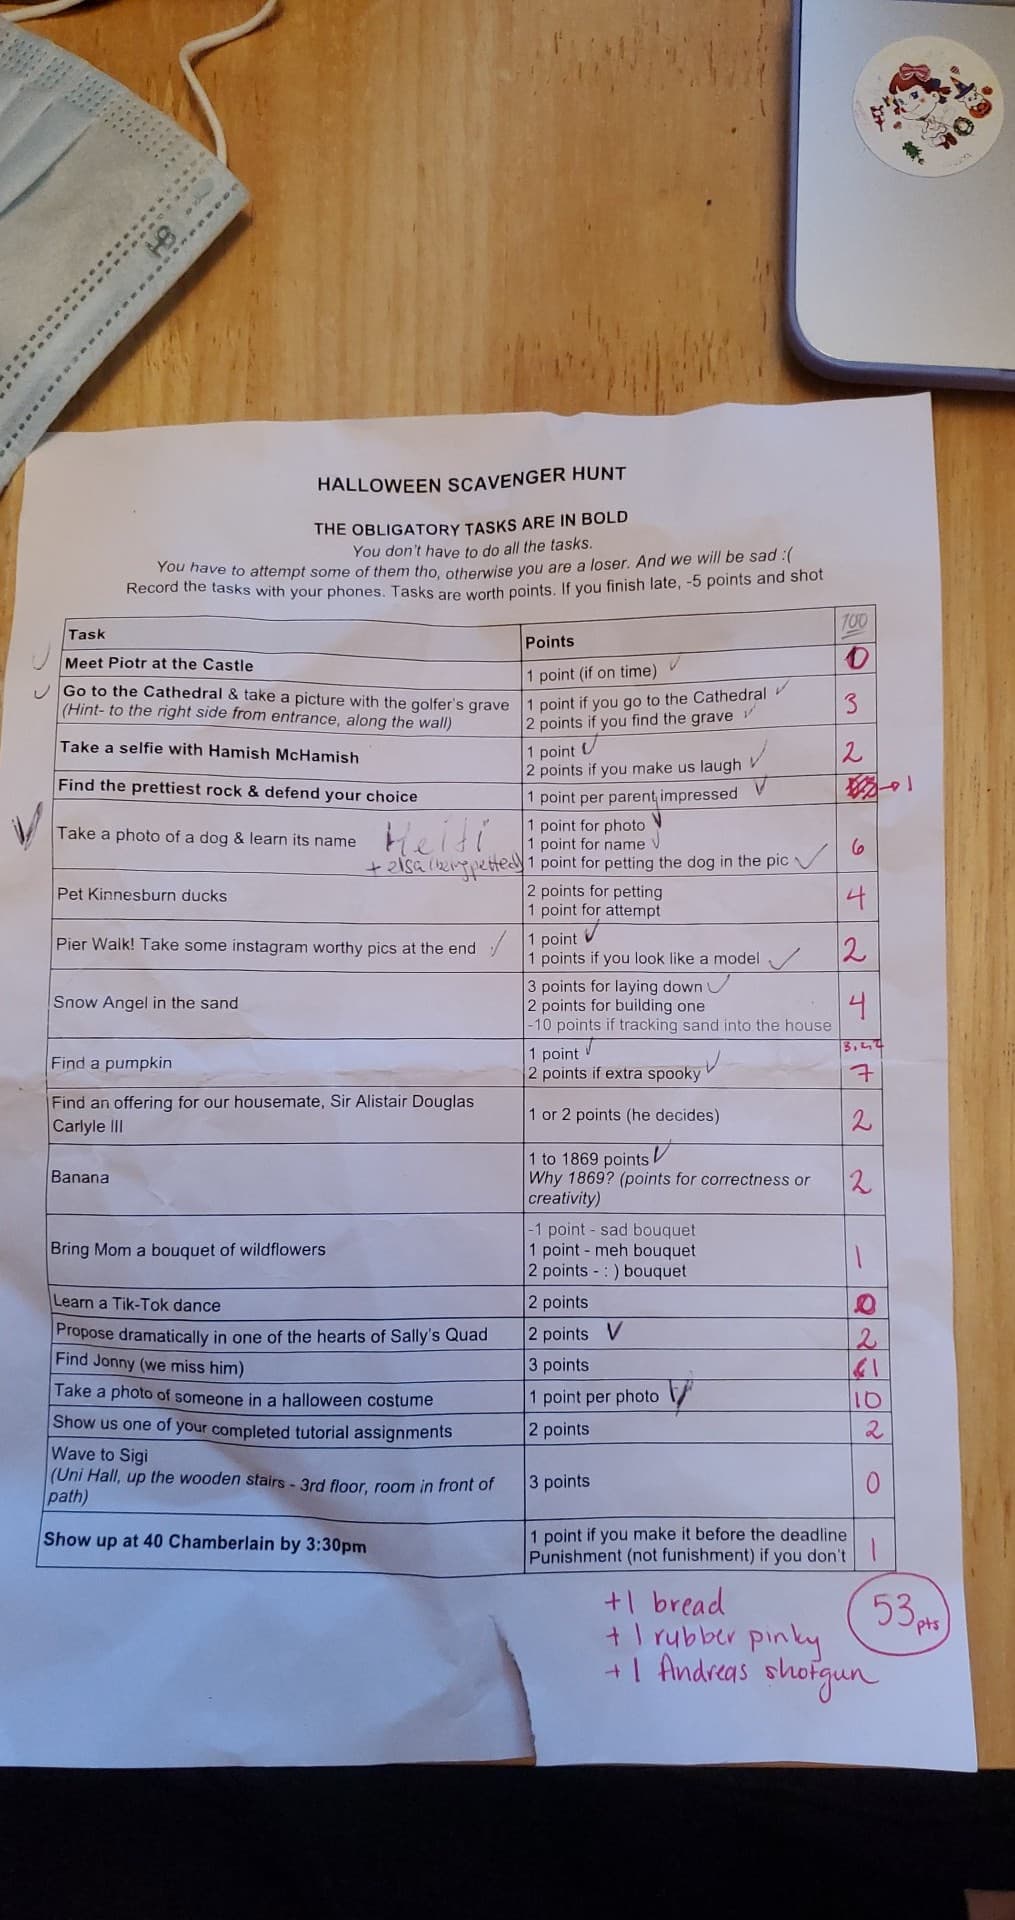 HB
HALLOWEEN SCAVENGER HUNT
THE OBLIGATORY TASKS ARE IN BOLD
You don't have to do all the tasks.
You have to attempt some of them tho, otherwise you are a loser. And we will be sad :(
Record the tasks with your phones. Tasks are worth points. If you finish late, -5 points and shot
Task
Points
100
Meet Piotr at the Castle
1 point (if on time)
0
Go to the Cathedral & take a picture with the golfer's grave
(Hint- to the right side from entrance, along the wall)
1 point if you go to the Cathedral
2 points if you find the grave
3
Take a selfie with Hamish McHamish
1 point
2 points if you make us laugh
2
Find the prettiest rock & defend your choice
1 point per parent impressed
→ 1
Take a photo of a dog & learn its name
Heiti
+ elsa (being petted)
1 point for photo
1 point for name
1 point for petting the dog in the pic
6
Pet Kinnesburn ducks
2 points for petting
1 point for attempt
4
Pier Walk! Take some instagram worthy pics at the end
1 point
1 points if you look like a model
2
Snow Angel in the sand
3 points for laying down
2 points for building one
-10 points if tracking sand into the house
4
Find a pumpkin
1 point
2 points if extra spooky
7
Find an offering for our housemate, Sir Alistair Douglas
Carlyle III
1 or 2 points (he decides)
2
Banana
1 to 1869 points
Why 1869? (points for correctness or
creativity)
2
Bring Mom a bouquet of wildflowers
-1 point - sad bouquet
1 point - meh bouquet
2 points - : ) bouquet
1
Learn a Tik-Tok dance
2 points
0
Propose dramatically in one of the hearts of Sally's Quad
2 points
2
Find Jonny (we miss him)
3 points
1
Take a photo of someone in a halloween costume
1 point per photo
10
Show us one of your completed tutorial assignments
2 points
2
Wave to Sigi
(Uni Hall, up the wooden stairs - 3rd floor, room in front of
path)
3 points
0
Show up at 40 Chamberlain by 3:30pm
1 point if you make it before the deadline
Punishment (not funishment) if you don't
1
+1 bread
+1 rubber pinky
+1 Andreas shotgun
53 pts